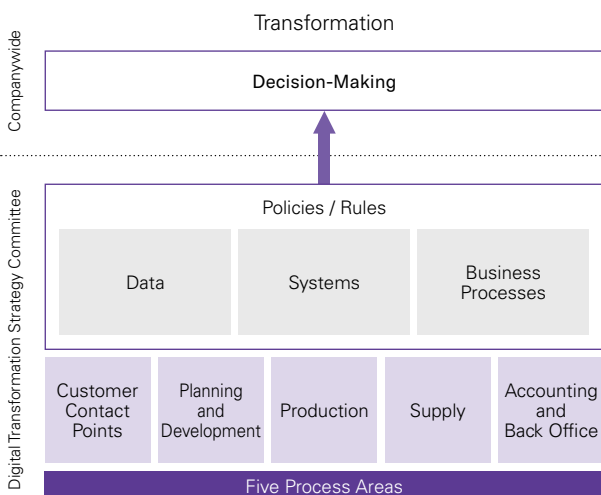 Transformation
Companywide
Decision-Making
Digital Transformation Strategy Committee
Policies / Rules
Data
Systems
Business
Processes
Customer
Contact
Points
Planning
and
Development
Production
Supply
Accounting
and
Back Office
Five Process Areas